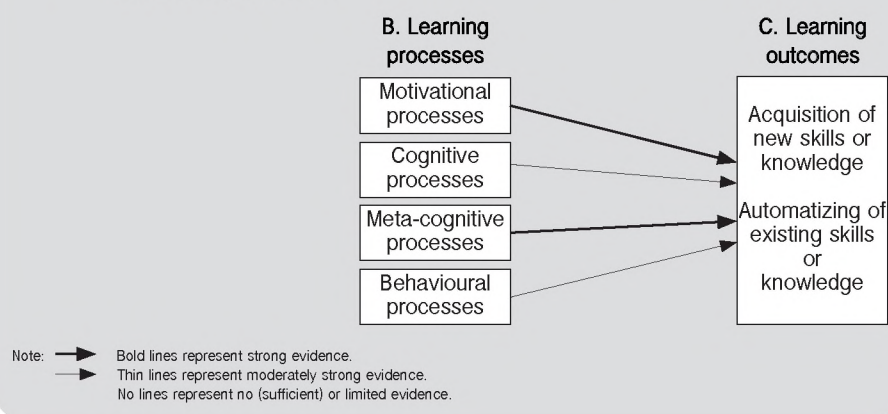 B. Learning
processes
C. Learning
outcomes
Motivational
processes
Cognitive
processes
Meta-cognitive
processes
Behavioural
processes
Acquisition of
new skills or
knowledge
Automatizing of
existing skills
or
knowledge
Note: Bold lines represent strong evidence.
Thin lines represent moderately strong evidence.
No lines represent no (sufficient) or limited evidence.